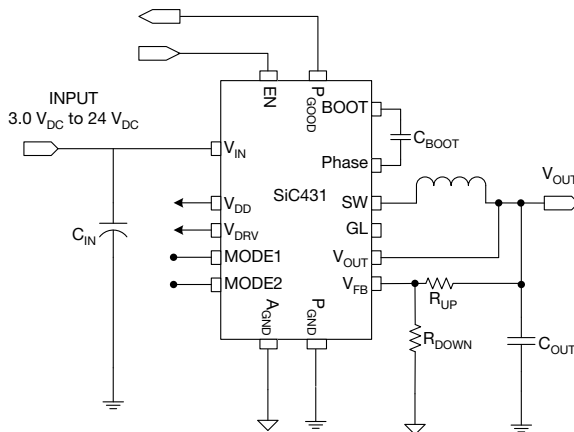 INPUT
3.0 V_DC to 24 V_DC
EN
P_GOOD
BOOT
C_BOOT
V_IN
Phase
V_OUT
SiC431
SW
V_DD
GL
C_IN
V_DRV
V_OUT
MODE1
MODE2
V_FB
R_UP
A_GND
P_GND
R_DOWN
C_OUT